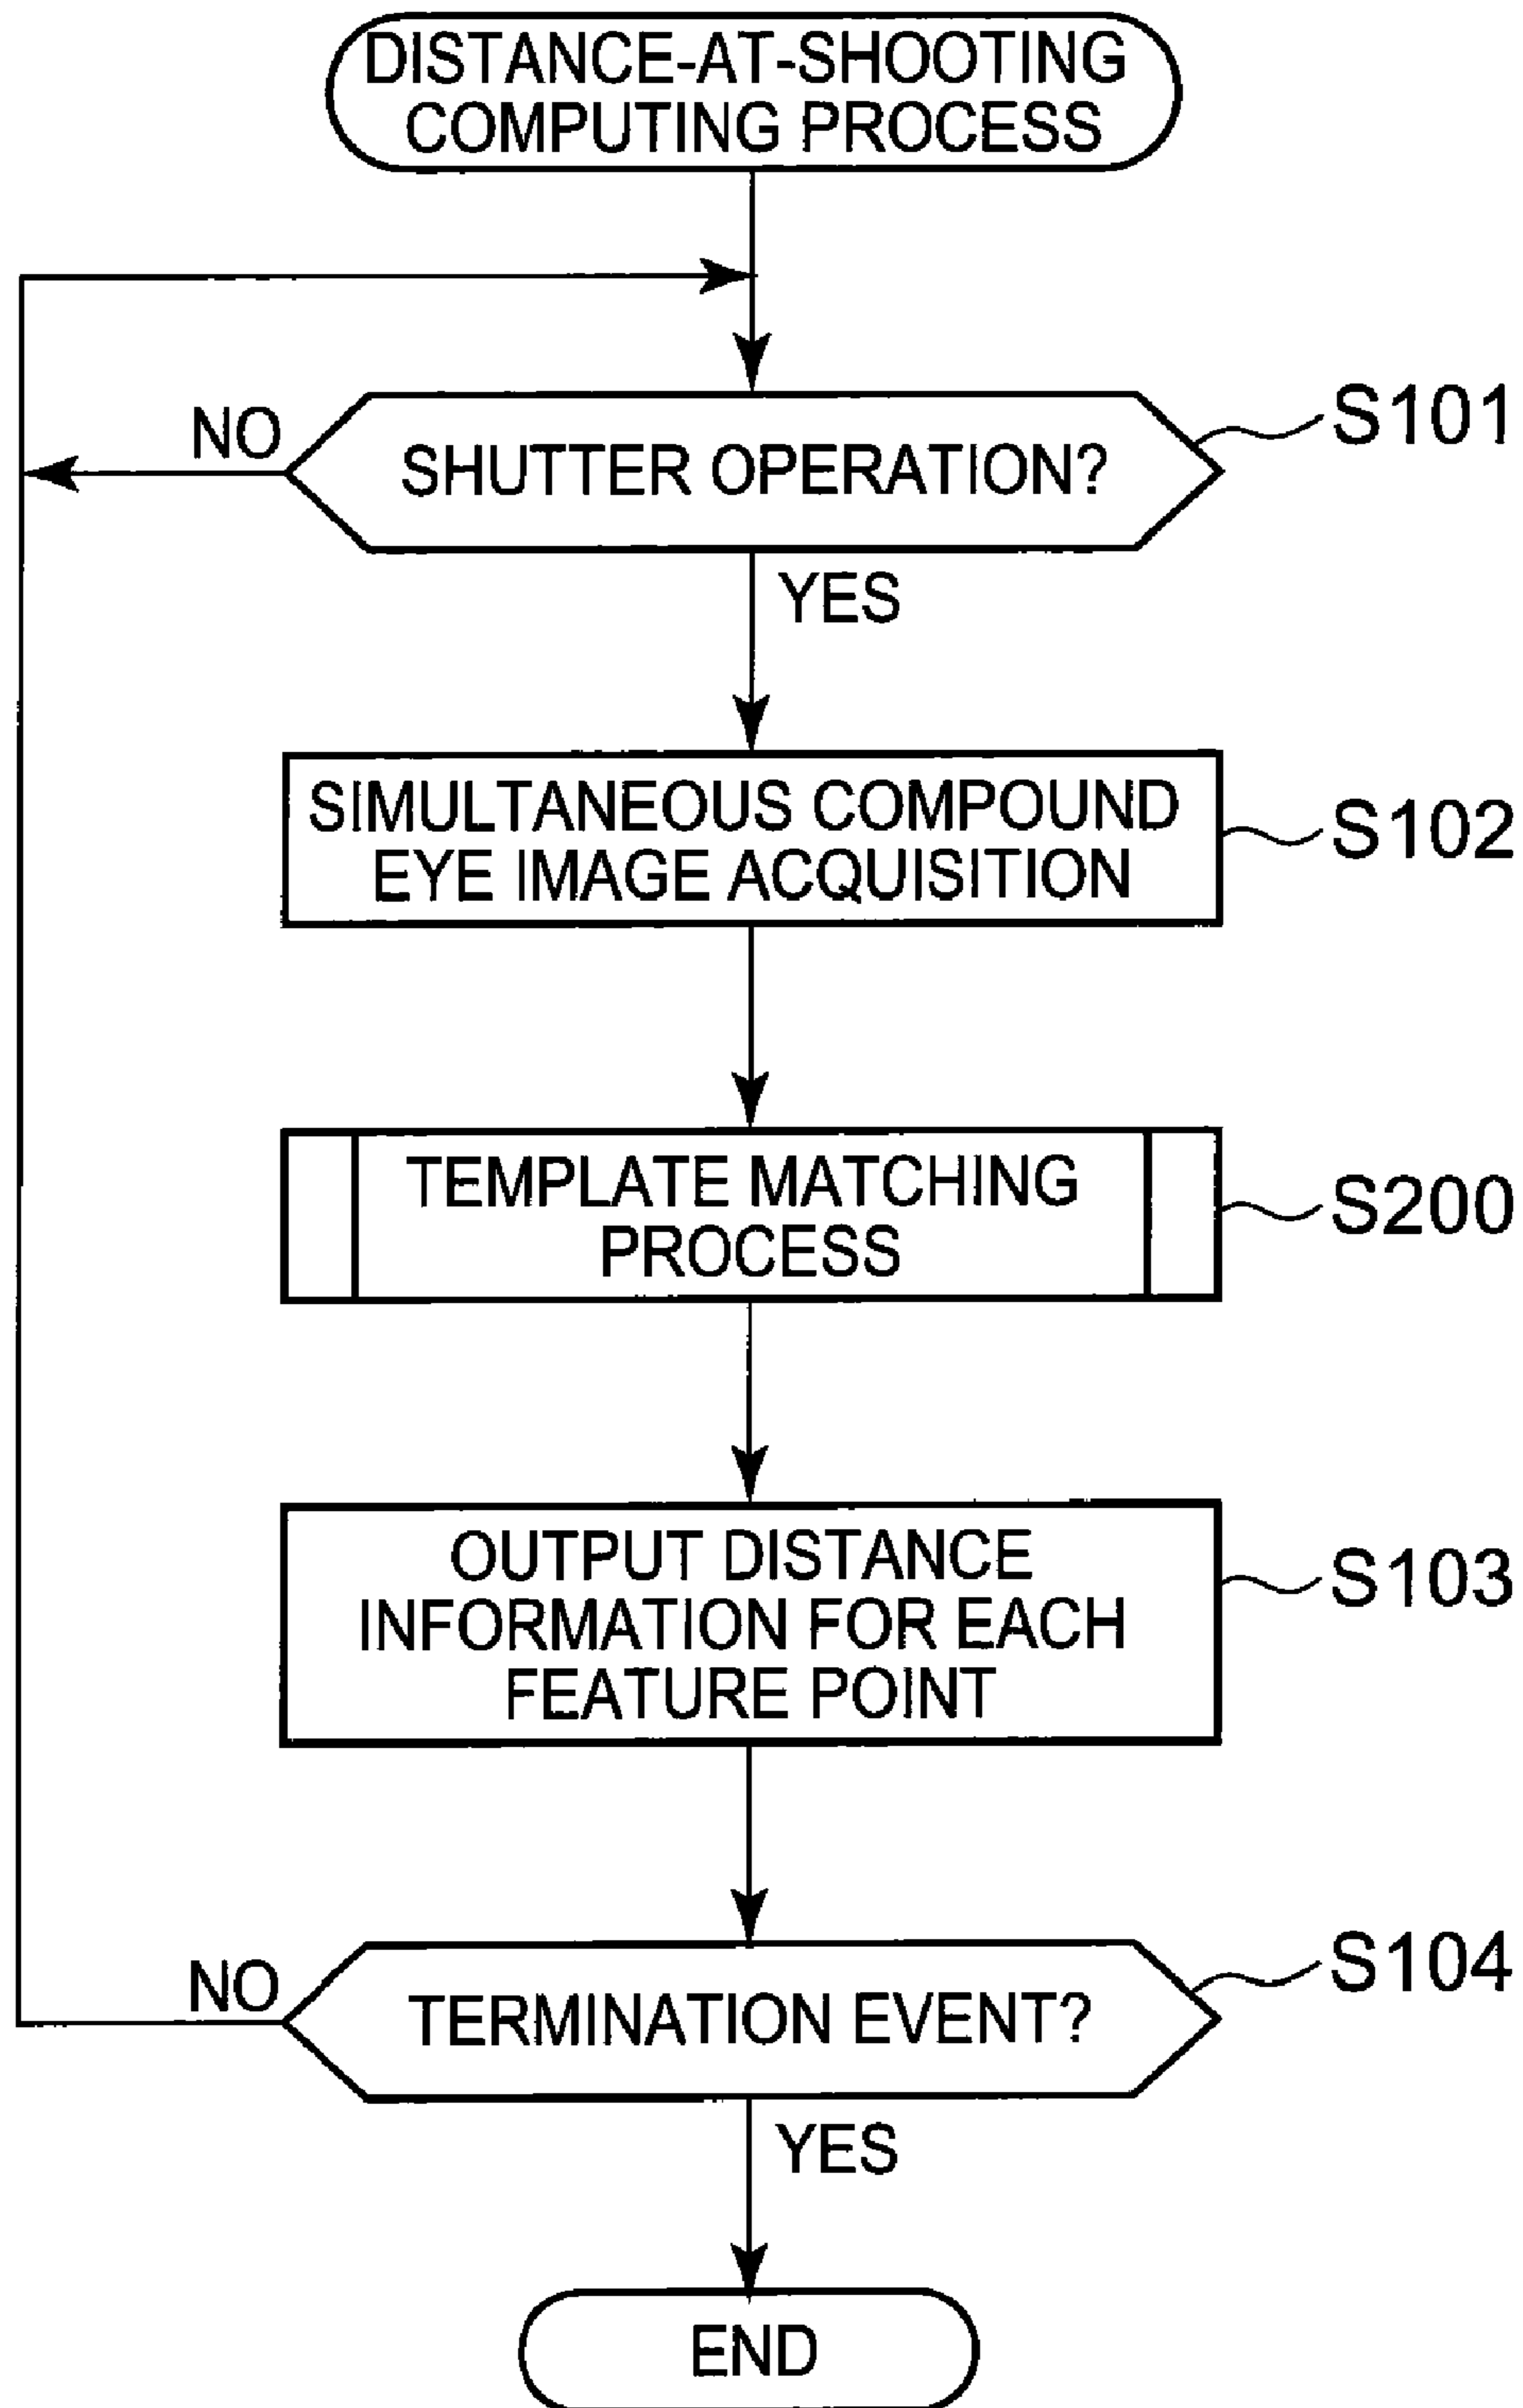 DISTANCE-AT-SHOOTING
COMPUTING PROCESS
NO
SHUTTER OPERATION?
S101
YES
SIMULTANEOUS COMPOUND
EYE IMAGE ACQUISITION
S102
TEMPLATE MATCHING
PROCESS
S200
OUTPUT DISTANCE
INFORMATION FOR EACH
FEATURE POINT
S103
NO
TERMINATION EVENT?
S104
YES
END